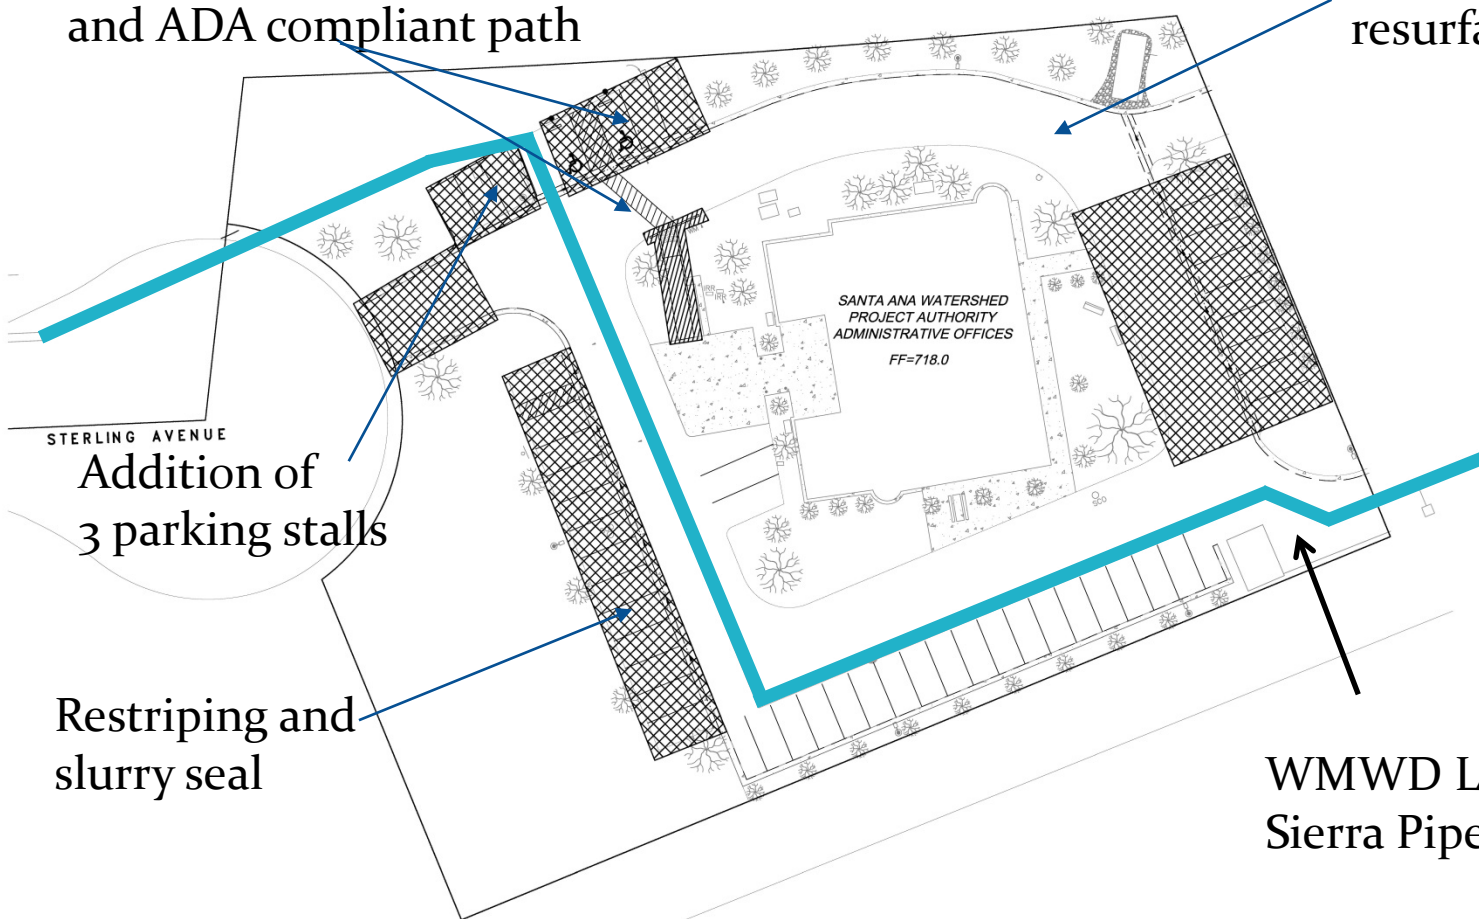 and ADA compliant path
resurfa
SANTA ANA WATERSHED
PROJECT AUTHORITY
ADMINISTRATIVE OFFICES
FF=718.0
STERLING AVENUE
Addition of
3 parking stalls
Restriping and
slurry seal
WMWD L
Sierra Pipe